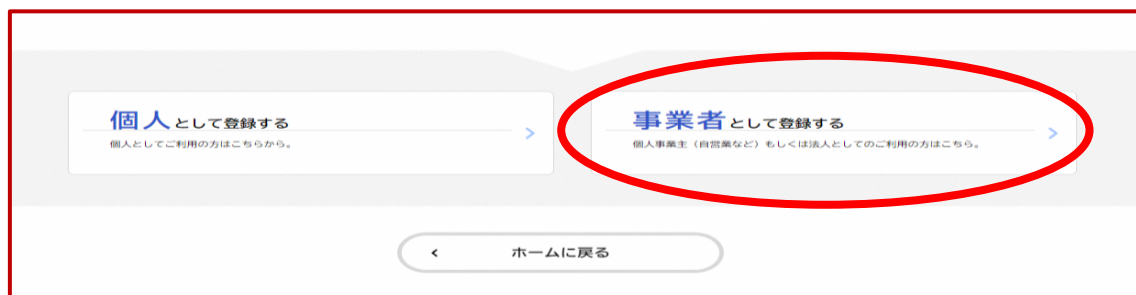 個人として登録する
個人としてご利用の方はこちらから。
事業者として登録する
個人事業主（自営業など）もしくは法人としてのご利用の方はこちら。
ホームに戻る